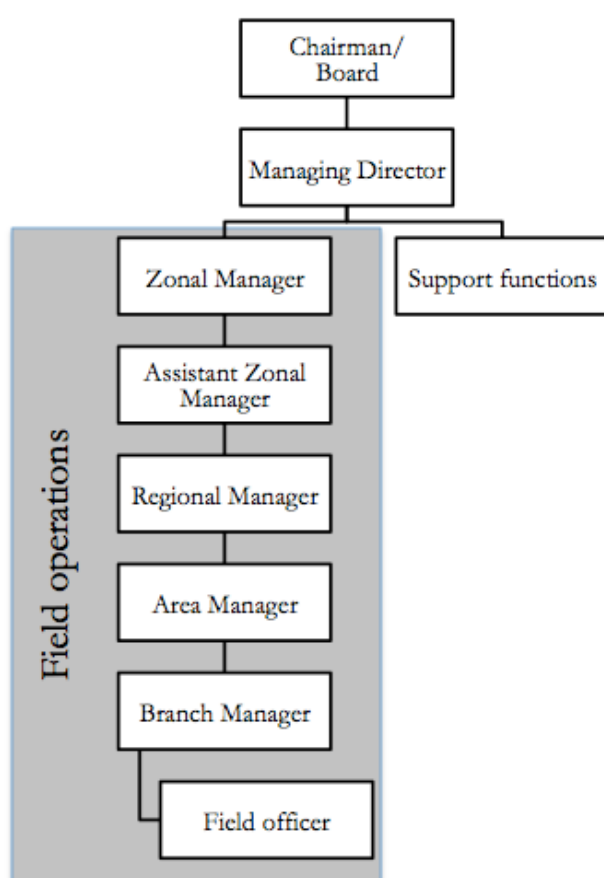 Chairman/
Board
Managing Director
Zonal Manager
Support functions
Assistant Zonal
Manager
Regional Manager
Area Manager
Branch Manager
Field officer
Field operations